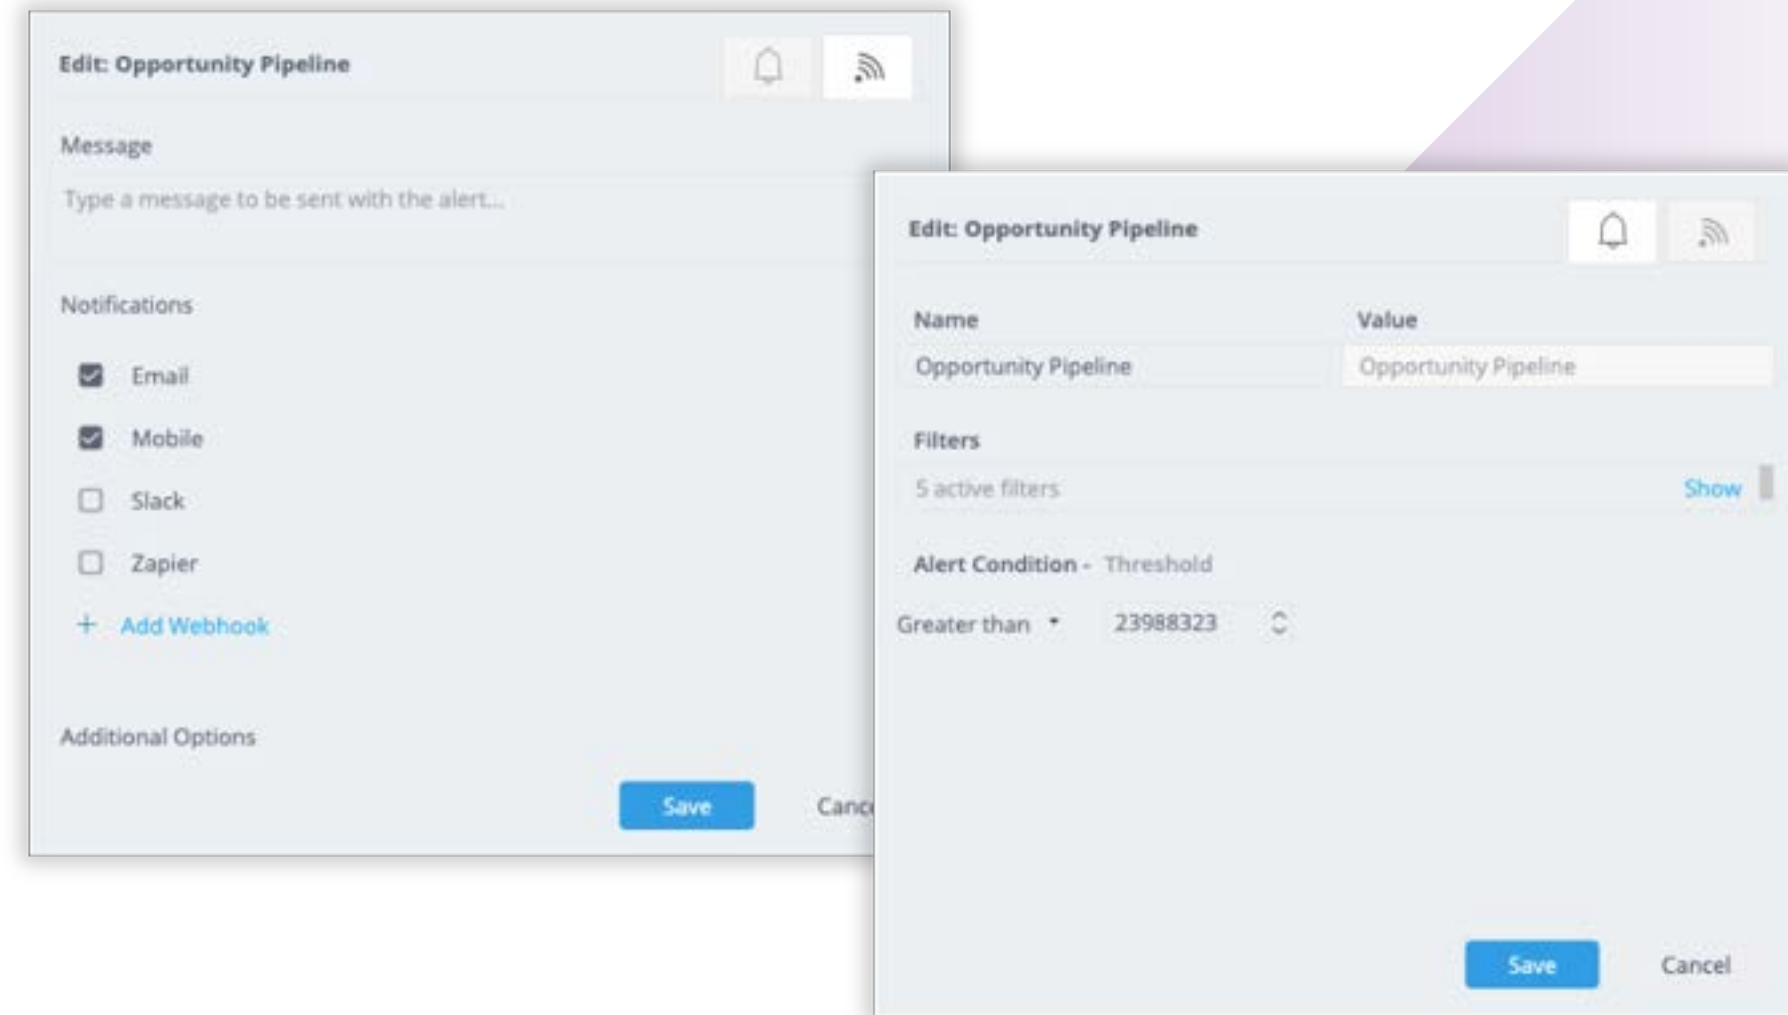 Edit: Opportunity Pipeline
Message
Type a message to be sent with the alert...
Notifications
Email
Mobile
Slack
Zapier
+ Add Webhook
Additional Options
Save
Edit: Opportunity Pipeline
Name Value
Opportunity Pipeline Opportunity Pipeline
Filters
5 active filters Show
Alert Condition - Threshold
Greater than 23988323
Save Cancel